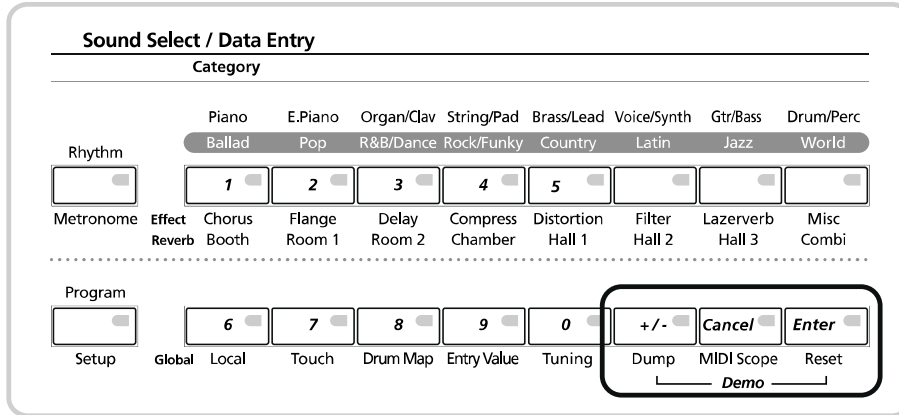 Sound Select / Data Entry
Category
Piano E.Piano Organ/Clav String/Pad Brass/Lead Voice/Synth Gtr/Bass Drum/Perc
Rhythm Ballad Pop R&B/Dance Rock/Funky Country Latin Jazz World
1 2 3 4 5
Metronome Effect Chorus Flange Delay Compress Distortion Filter Lazerverb Misc
Reverb Booth Room 1 Room 2 Chamber Hall 1 Hall 2 Hall 3 Combi
Program
6 7 8 9 0 +/- Cancel Enter
Setup Global Local Touch Drum Map Entry Value Tuning Dump MIDI Scope Reset
Demo